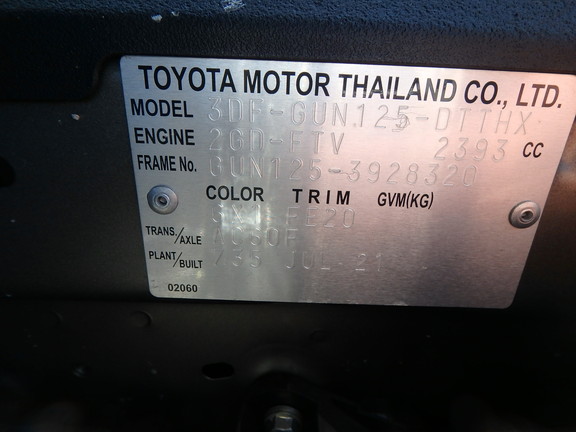 TOYOTA MOTOR THAILAND CO., LTD.
MODEL 3DF-GUN125-DTTHX
ENGINE 2GD-FTV 2393 CC
FRAME No. GUN125-3928320
COLOR TRIM GVM(KG)
FE20
TRANS./AXLE
PLANT/BUILT JUL 21
02060